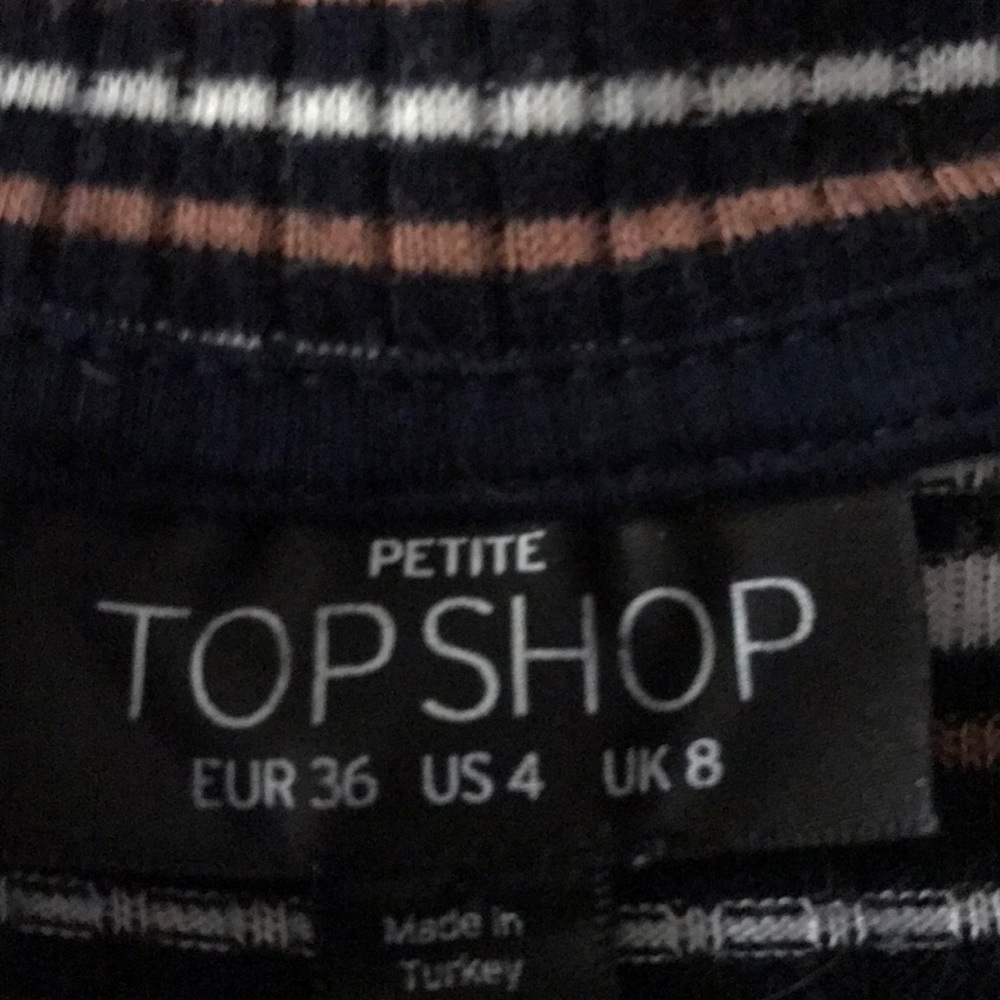 PETITE
TOPSHOP
EUR 36 US 4 UK 8
Made in
Turkey